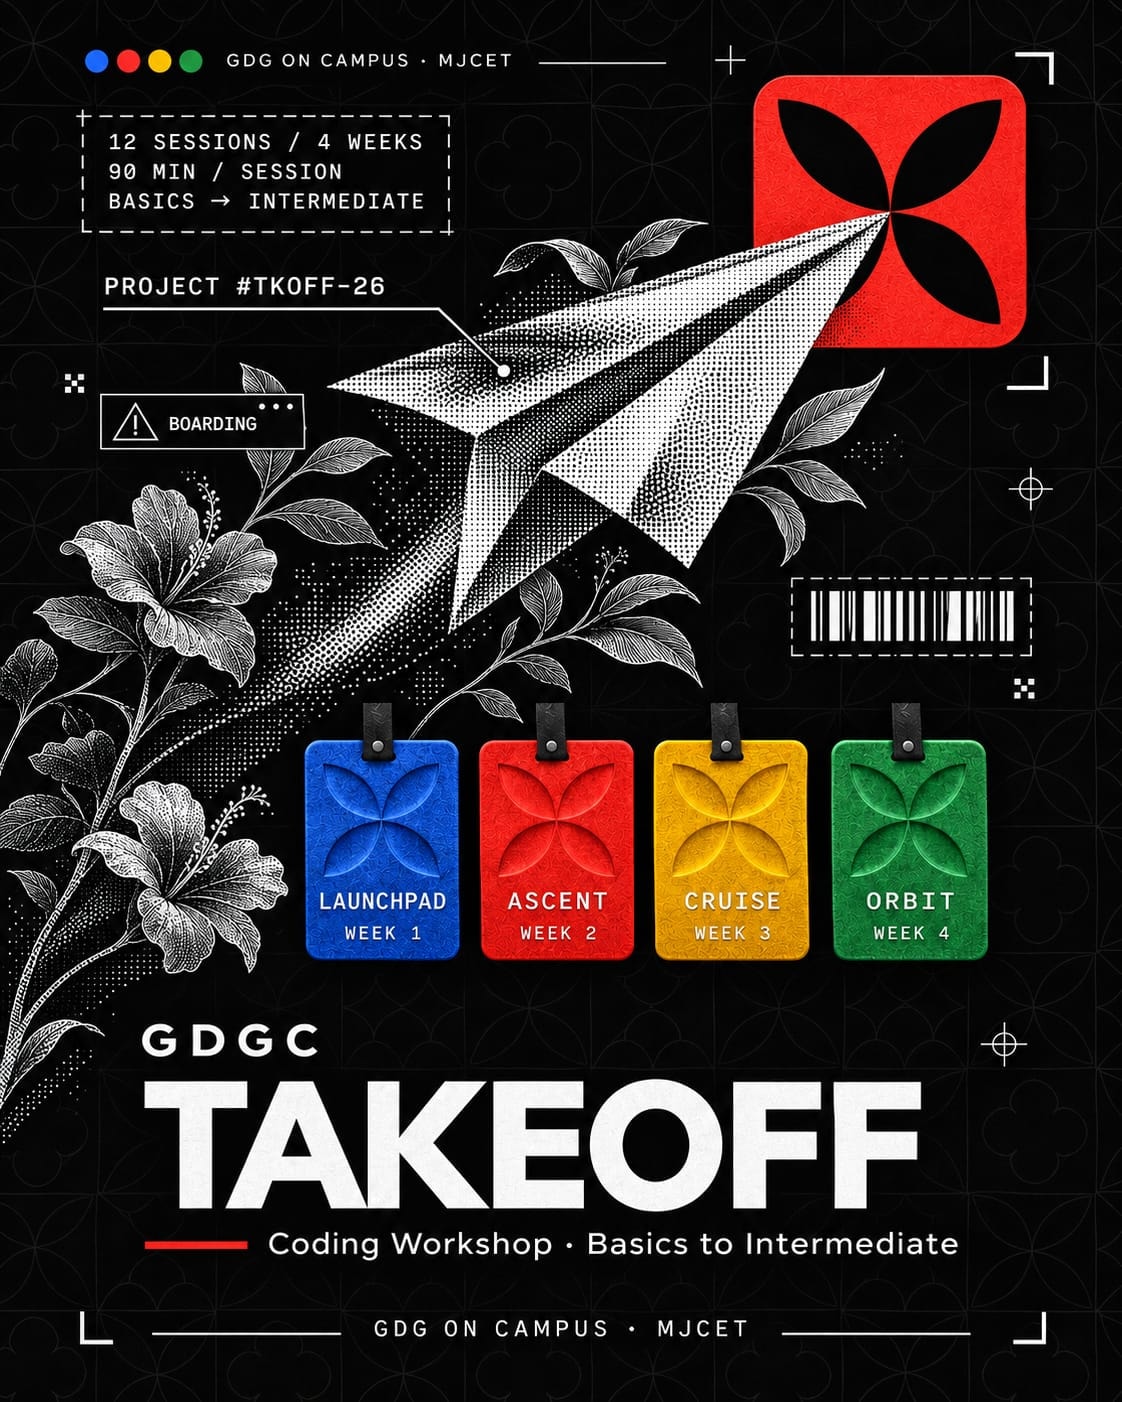 GDG ON CAMPUS · MJCET
12 SESSIONS / 4 WEEKS
90 MIN / SESSION
BASICS → INTERMEDIATE
PROJECT #TKOFF-26
BOARDING
LAUNCHPAD
WEEK 1
ASCENT
WEEK 2
CRUISE
WEEK 3
ORBIT
WEEK 4
GDGC
TAKEOFF
Coding Workshop · Basics to Intermediate
GDG ON CAMPUS · MJCET